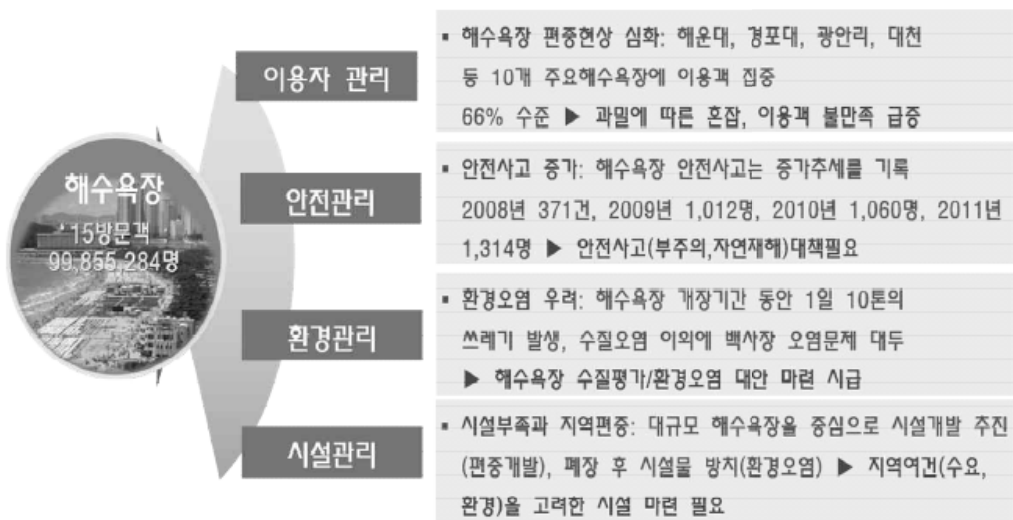 해수욕장
‘15방문객
99,855,284명
이용자 관리
▪ 해수욕장 편중현상 심화: 해운대, 경포대, 광안리, 대천
등 10개 주요해수욕장에 이용객 집중
66% 수준 ▶ 과밀에 따른 혼잡, 이용객 불만족 급증
안전관리
▪ 안전사고 증가: 해수욕장 안전사고는 증가추세를 기록
2008년 371건, 2009년 1,012명, 2010년 1,060명, 2011년
1,314명 ▶ 안전사고(부주의,자연재해)대책필요
환경관리
▪ 환경오염 우려: 해수욕장 개장기간 동안 1일 10톤의
쓰레기 발생, 수질오염 이외에 백사장 오염문제 대두
▶ 해수욕장 수질평가/환경오염 대안 마련 시급
시설관리
▪ 시설부족과 지역편중: 대규모 해수욕장을 중심으로 시설개발 추진
(편중개발), 폐장 후 시설물 방치(환경오염) ▶ 지역여건(수요,
환경)을 고려한 시설 마련 필요